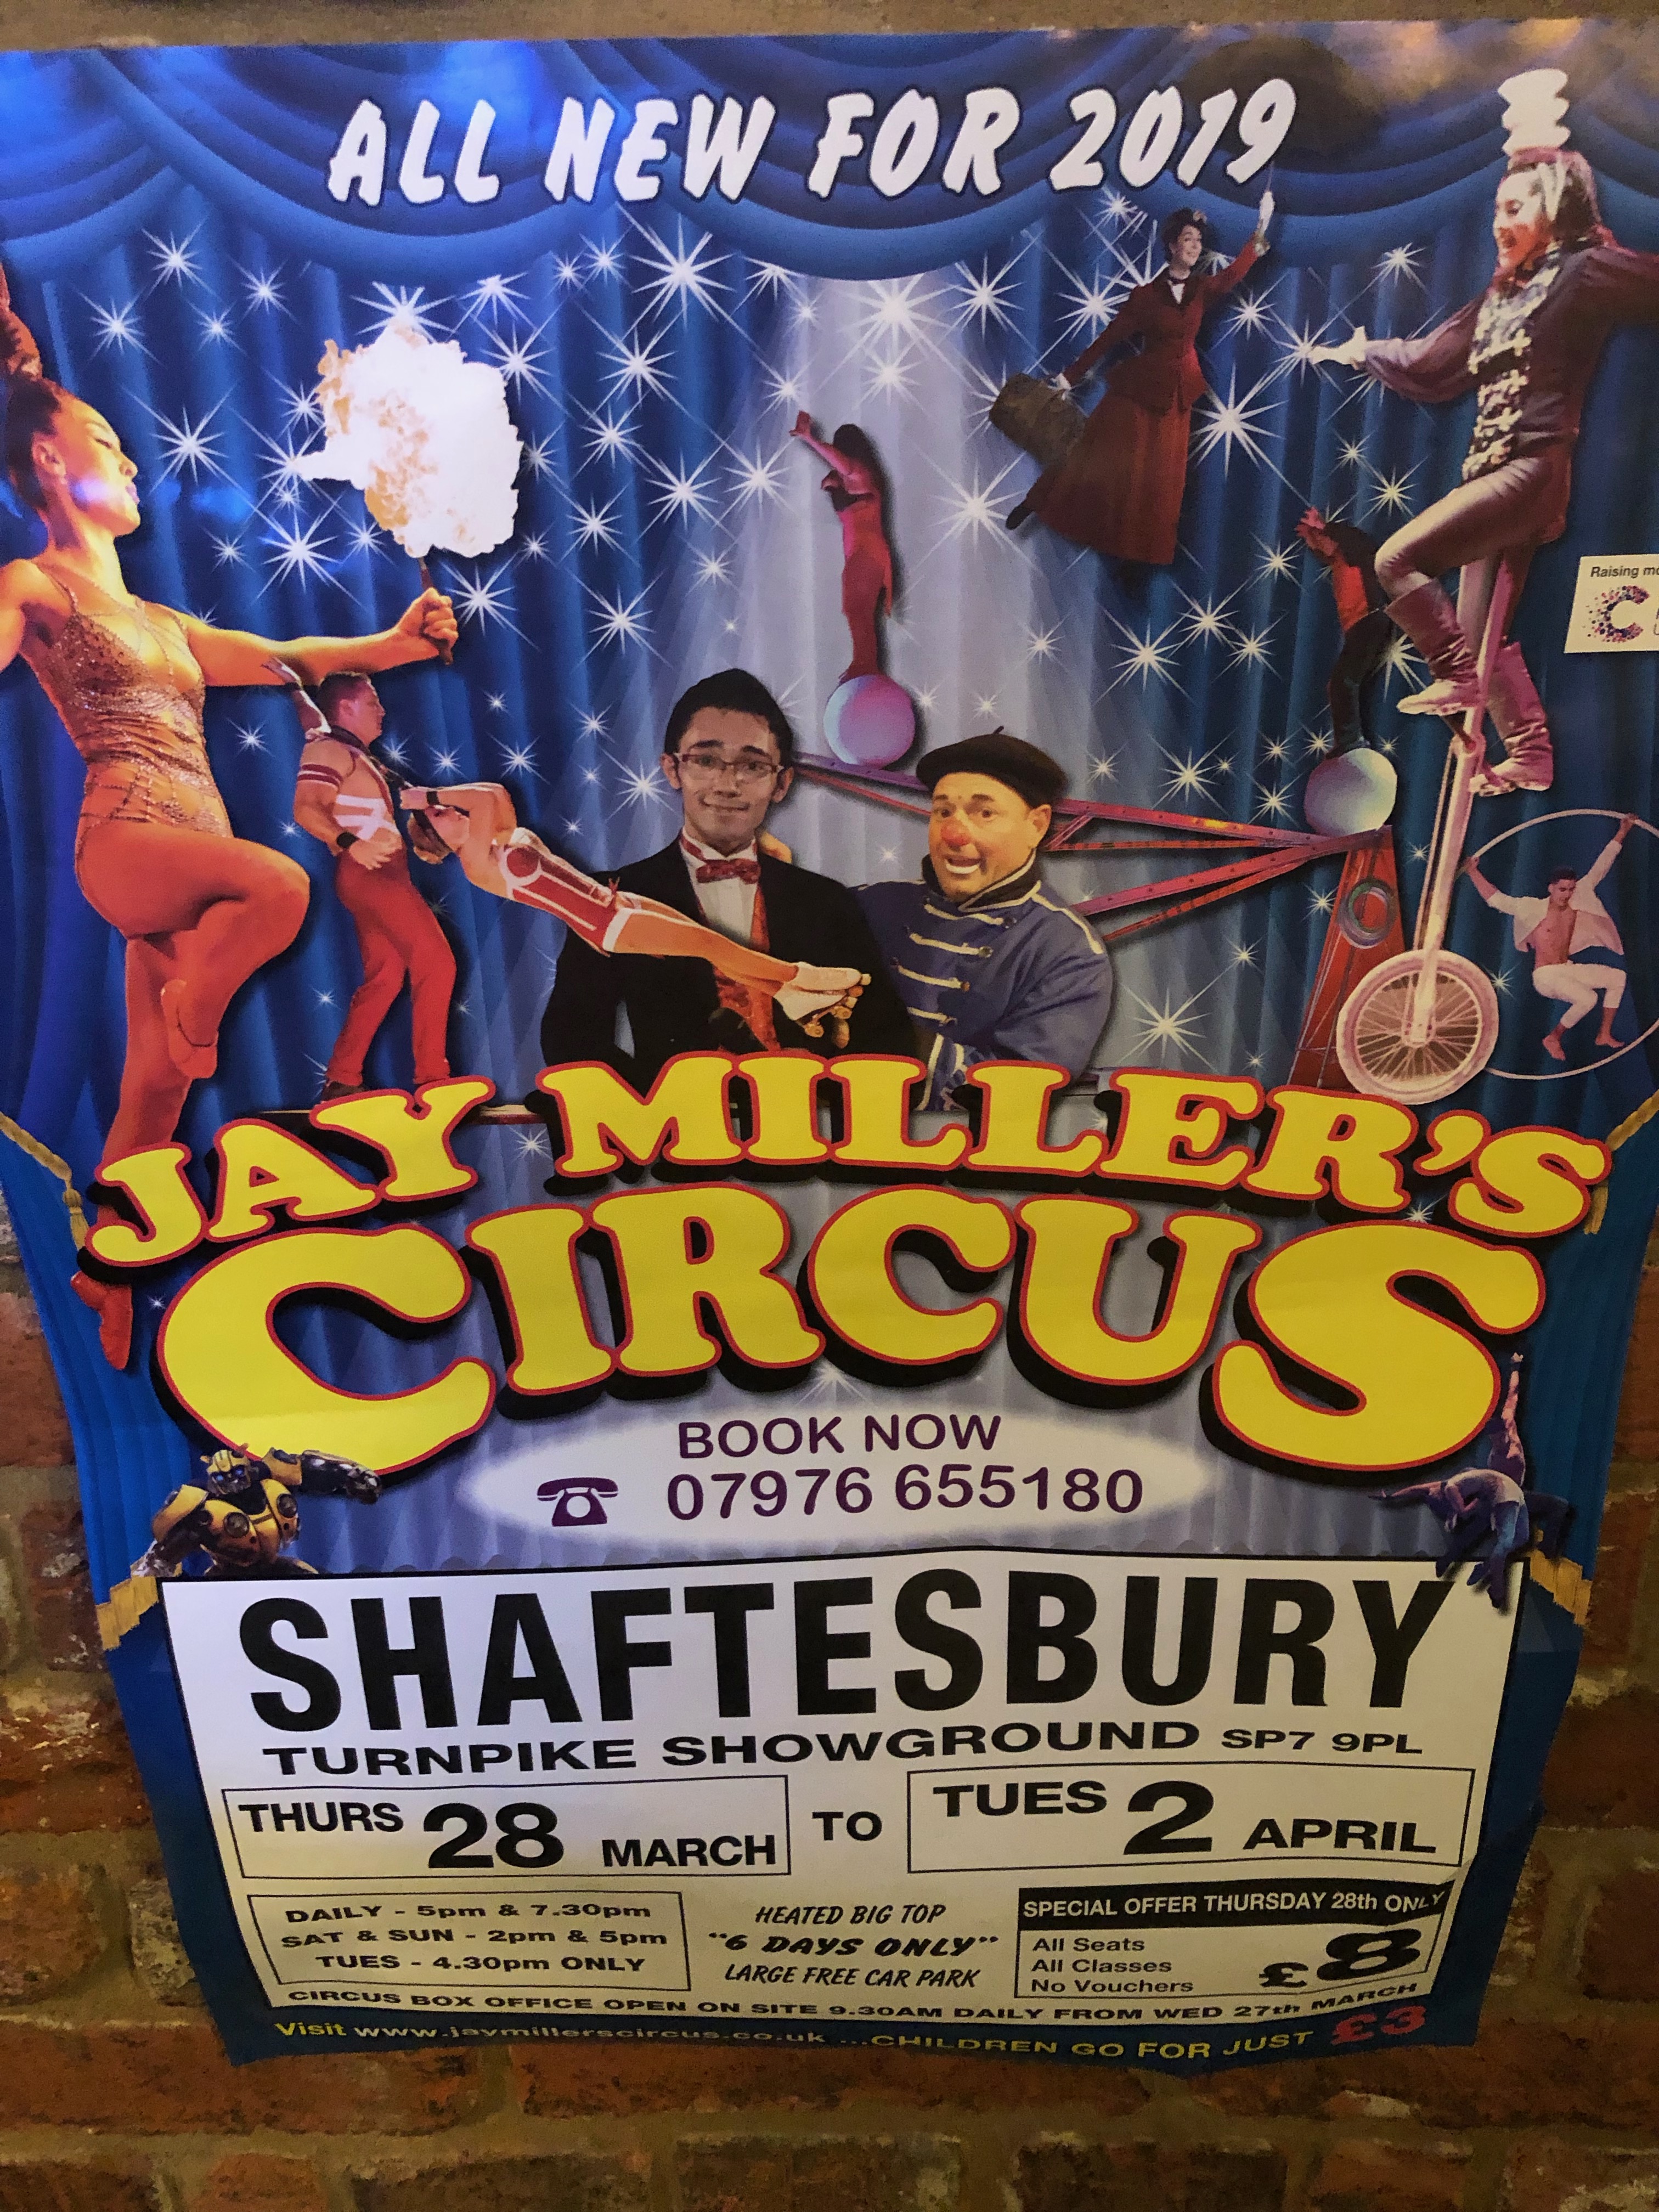 ALL NEW FOR 2019
Raising
JAY MILLER'S
CIRCUS
BOOK NOW
07976 655180
SHAFTESBURY
TURNPIKE SHOWGROUND SP7 9PL
THURS 28 MARCH TO TUES 2 APRIL
DAILY - 5pm & 7.30pm
SAT & SUN - 2pm & 5pm
TUES - 4.30pm ONLY
HEATED BIG TOP
"6 DAYS ONLY"
LARGE FREE CAR PARK
SPECIAL OFFER THURSDAY 28th ONLY
All Seats
All Classes
No Vouchers
£8
CIRCUS BOX OFFICE OPEN ON SITE 9.30AM DAILY FROM WED 27th MARCH
Visit www.jaymillerscircus.co.uk ...CHILDREN GO FOR JUST £3